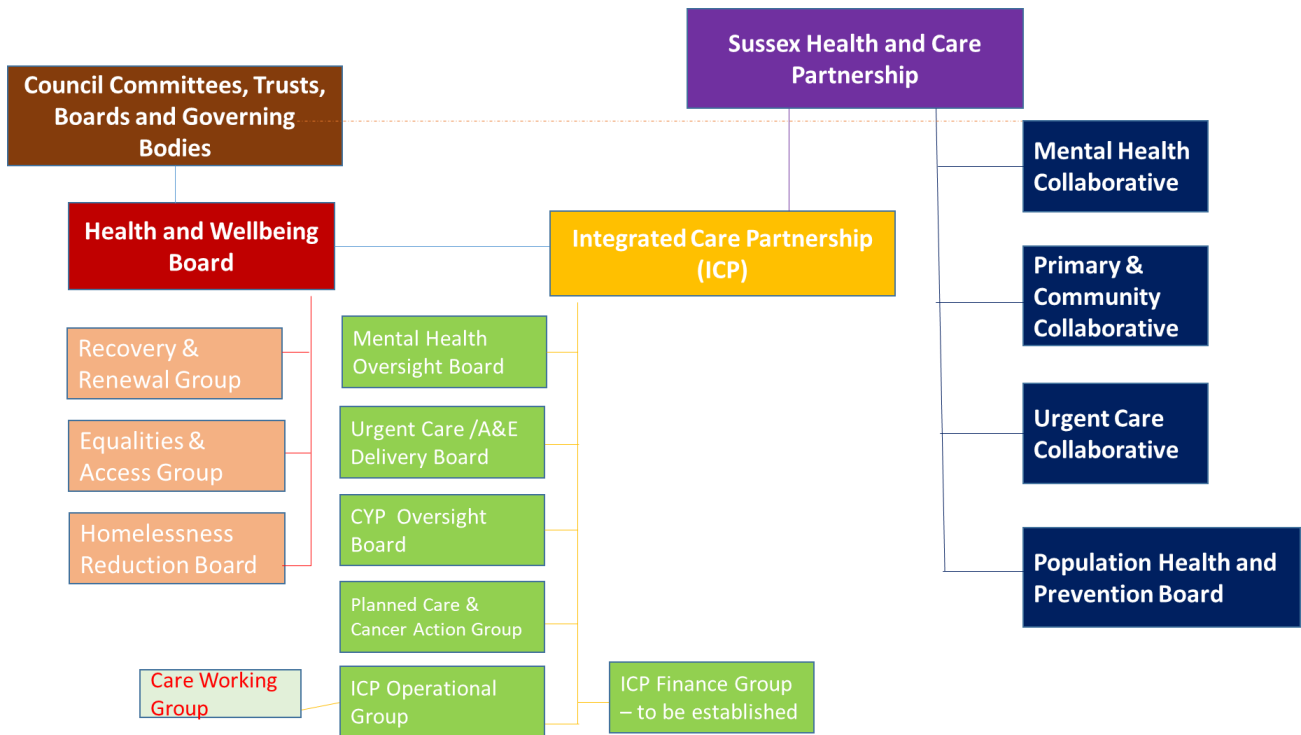 Sussex Health and Care
Partnership
Council Committees, Trusts,
Boards and Governing
Bodies
Mental Health
Collaborative
Health and Wellbeing
Board
Integrated Care Partnership
(ICP)
Primary &
Community
Collaborative
Recovery &
Renewal Group
Mental Health
Oversight Board
Equalities &
Access Group
Urgent Care /A&E
Delivery Board
Urgent Care
Collaborative
Homelessness
Reduction Board
CYP Oversight
Board
Population Health and
Prevention Board
Planned Care &
Cancer Action Group
Care Working
Group
ICP Operational
Group
ICP Finance Group
– to be established